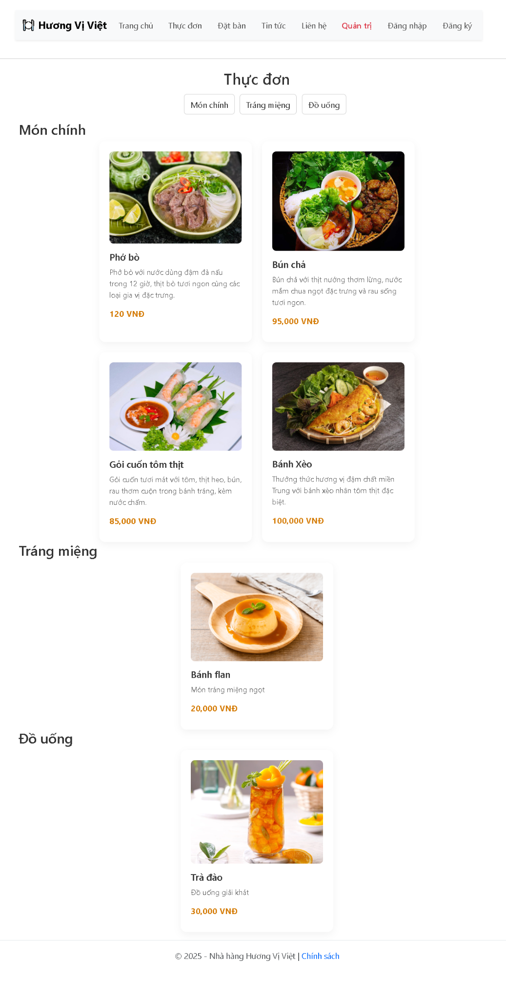 Hương Vị Việt Trang chủ Thực đơn Đặt bàn Tin tức Liên hệ Quản trị Đăng nhập Đăng ký
Thực đơn
Món chính Tráng miệng Đồ uống
Món chính
Phở bò
Phở bò với nước dùng đậm đà nấu
trong 12 giờ, thịt bò tươi ngon cùng các
loại gia vị đặc trưng.
120 VNĐ
Bún chả
Bún chả với thịt nướng thơm lừng, nước
mắm chua ngọt đặc trưng và rau sống
tươi ngon.
95,000 VNĐ
Gỏi cuốn tôm thịt
Gỏi cuốn tươi mát với tôm, thịt heo, bún,
rau thơm cuộn trong bánh tráng, kèm
nước chấm.
85,000 VNĐ
Bánh Xèo
Thưởng thức hương vị đậm chất miền
Trung với bánh xèo nhân tôm thịt đặc
biệt.
100,000 VNĐ
Tráng miệng
Bánh flan
Món tráng miệng ngọt
20,000 VNĐ
Đồ uống
Trà đào
Đồ uống giải khát
30,000 VNĐ
© 2025 - Nhà hàng Hương Vị Việt | Chính sách